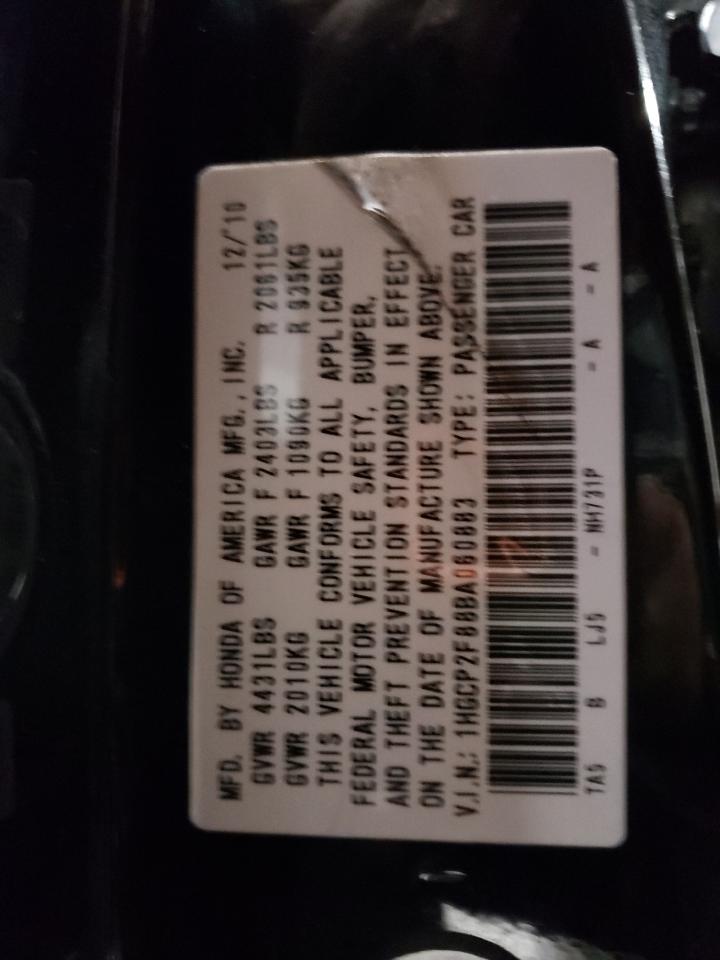 MFD. BY HONDA OF AMERICA MFG., INC. 12/'10
GVWR 4431LBS GAWR F 2403LBS R 2061LBS
GVWR 2010KG GAWR F 1090KG R 935KG
THIS VEHICLE CONFORMS TO ALL APPLICABLE
FEDERAL MOTOR VEHICLE SAFETY, BUMPER,
AND THEFT PREVENTION STANDARDS IN EFFECT
ON THE DATE OF MANUFACTURE SHOWN ABOVE.
V.I.N.: 1HGCP2F88BA060883 TYPE: PASSENGER CAR
TA5 B LJ5 - NH731P - A - A